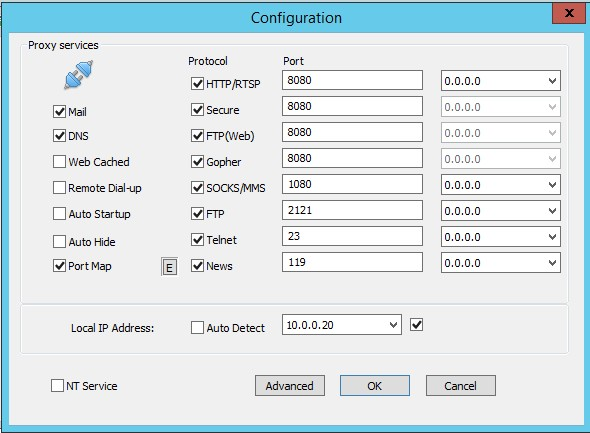 Configuration
Proxy services
Protocol Port
HTTP/RTSP 8080 0.0.0.0
Mail Secure 8080 0.0.0.0
DNS FTP(Web) 8080 0.0.0.0
Web Cached Gopher 8080 0.0.0.0
Remote Dial-up SOCKS/MMS 1080 0.0.0.0
Auto Startup FTP 2121 0.0.0.0
Auto Hide Telnet 23 0.0.0.0
Port Map E News 119 0.0.0.0
Local IP Address: Auto Detect 10.0.0.20
NT Service Advanced OK Cancel